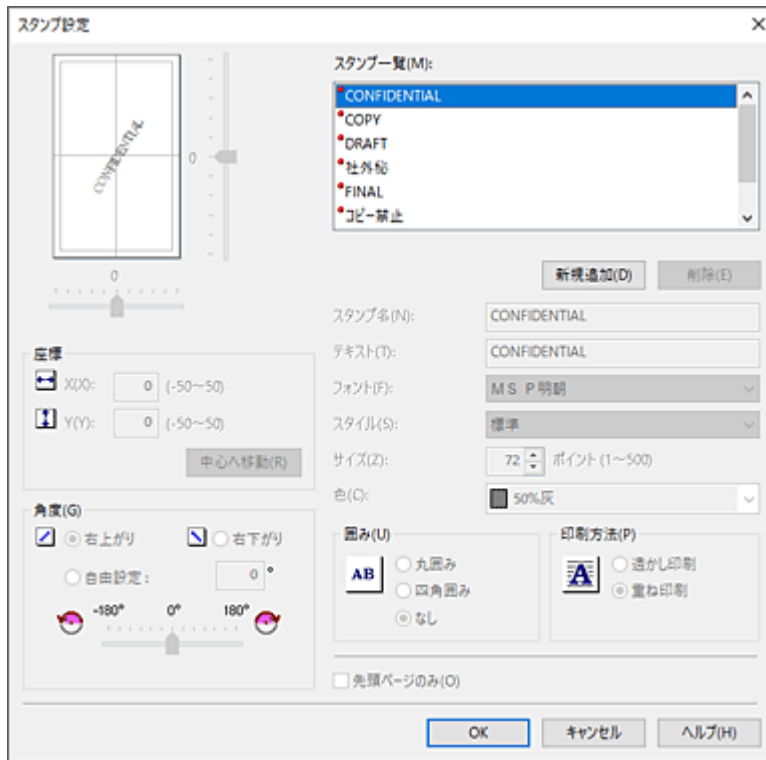 スタンプ設定
CONFIDENTIAL
0
0
スタンプ一覧(M):
CONFIDENTIAL
COPY
DRAFT
社外秘
FINAL
コピー禁止
新規追加(D)
削除(E)
スタンプ名(N):
CONFIDENTIAL
テキスト(T):
CONFIDENTIAL
フォント(F):
MS P明朝
スタイル(S):
標準
サイズ(Z):
72
ポイント (1～500)
色(C):
50%灰
座標
X(X):
0
(-50～50)
Y(Y):
0
(-50～50)
中心へ移動(R)
角度(G)
右上がり
右下がり
自由設定:
0
°
-180°
0°
180°
囲み(U)
AB
丸囲み
四角囲み
なし
印刷方法(P)
A
透かし印刷
重ね印刷
先頭ページのみ(O)
OK
キャンセル
ヘルプ(H)